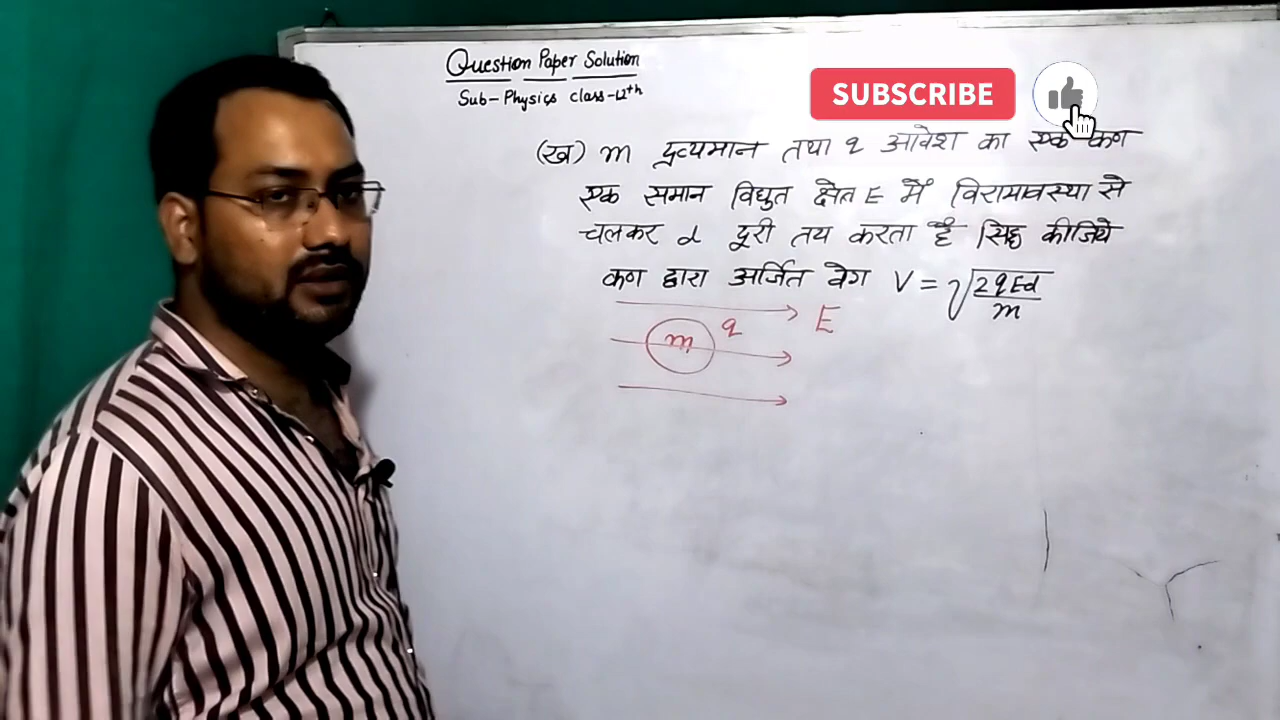 Question Paper Solution
Sub-Physics class-12th
SUBSCRIBE
(ख) m द्रव्यमान तथा q आवेश का एक कण
एक समान विद्युत क्षेत्र E में विरामावस्था से
चलकर d दूरी तय करता है सिद्ध कीजिये
कण द्वारा अर्जित वेग V = √(2qEd/m)
m q E